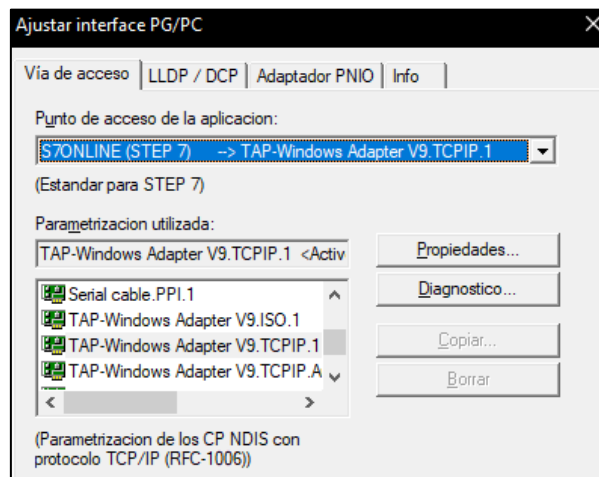 Ajustar interface PG/PC
Vía de acceso LLDP / DCP Adaptador PNIO Info
Punto de acceso de la aplicacion:
S7ONLINE (STEP 7) --> TAP-Windows Adapter V9.TCPIP.1
(Estandar para STEP 7)
Parametrizacion utilizada:
TAP-Windows Adapter V9.TCPIP.1 <Activ
Propiedades...
Serial cable.PPI.1
Diagnostico...
TAP-Windows Adapter V9.ISO.1
TAP-Windows Adapter V9.TCPIP.1
Copiar...
TAP-Windows Adapter V9.TCPIP.A
Borrar
(Parametrizacion de los CP NDIS con
protocolo TCP/IP (RFC-1006))